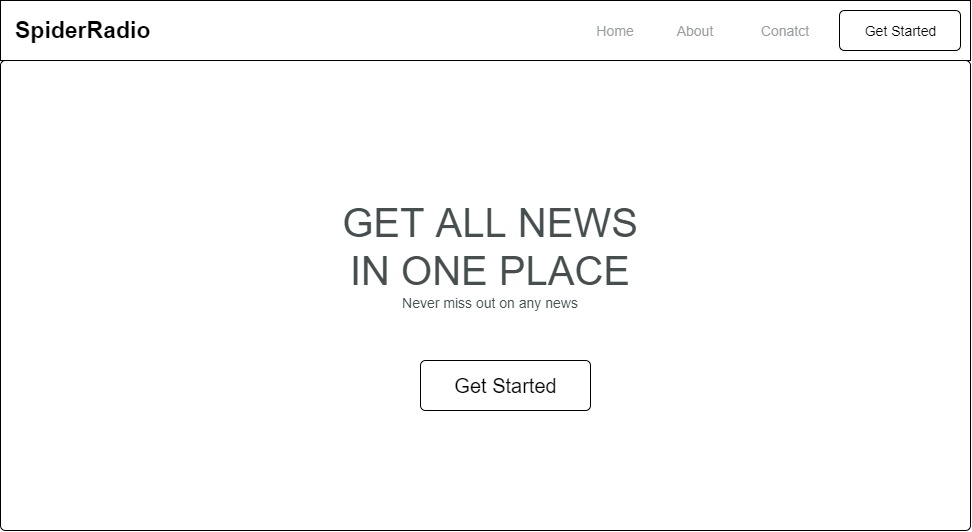 SpiderRadio
Home About Conatct Get Started
GET ALL NEWS
IN ONE PLACE
Never miss out on any news
Get Started